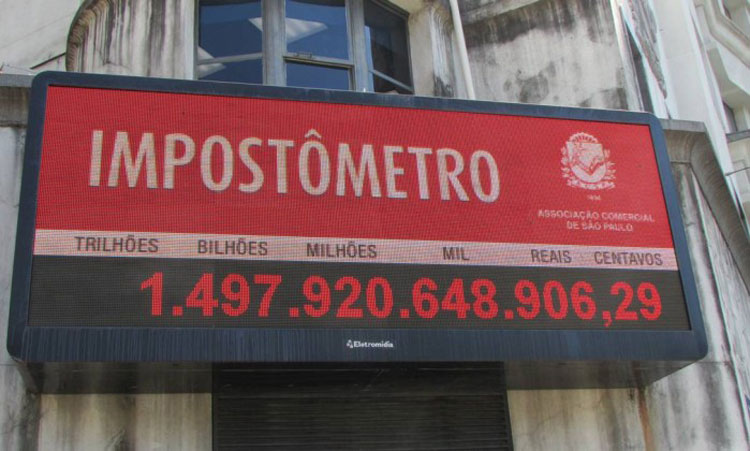 IMPOSTÔMETRO
ASSOCIAÇÃO COMERCIAL
DE SÃO PAULO
TRILHÕES BILHÕES MILHÕES MIL REAIS CENTAVOS
1.497.920.648.906,29
Eletromidia